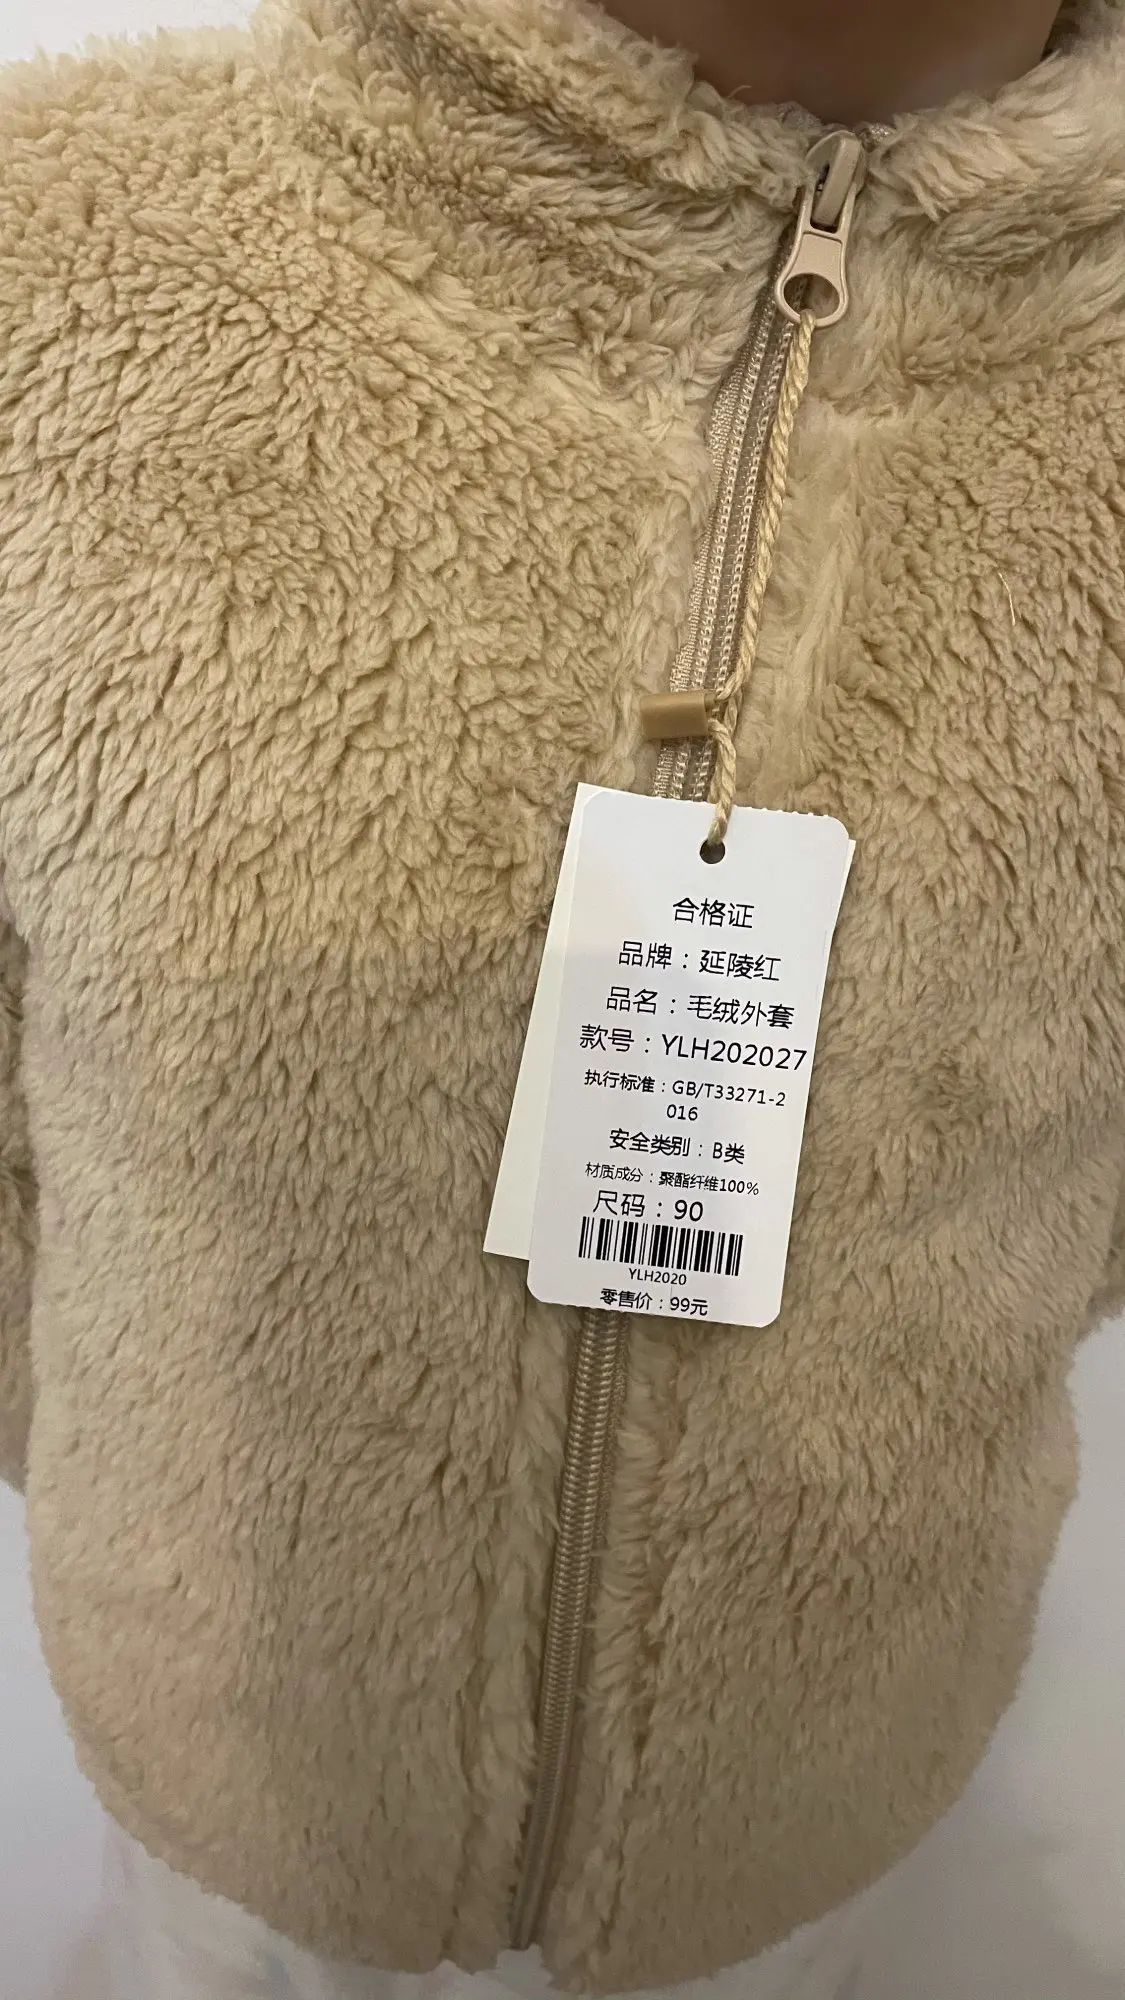 合格证
品牌：延陵红
品名：毛绒外套
款号：YLH202027
执行标准：GB/T33271-2
016
安全类别：B类
材质成分：聚酯纤维100%
尺码：90
YLH2020
零售价：99元